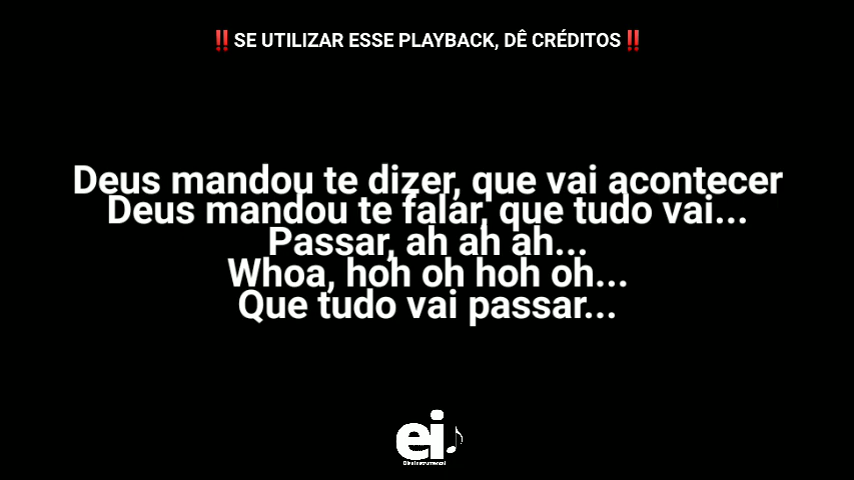 ‼️SE UTILIZAR ESSE PLAYBACK, DÊ CRÉDITOS‼️
Deus mandou te dizer, que vai acontecer
Deus mandou te falar, que tudo vai...
Passar, ah ah ah...
Whoa, hoh oh hoh oh...
Que tudo vai passar...
ei